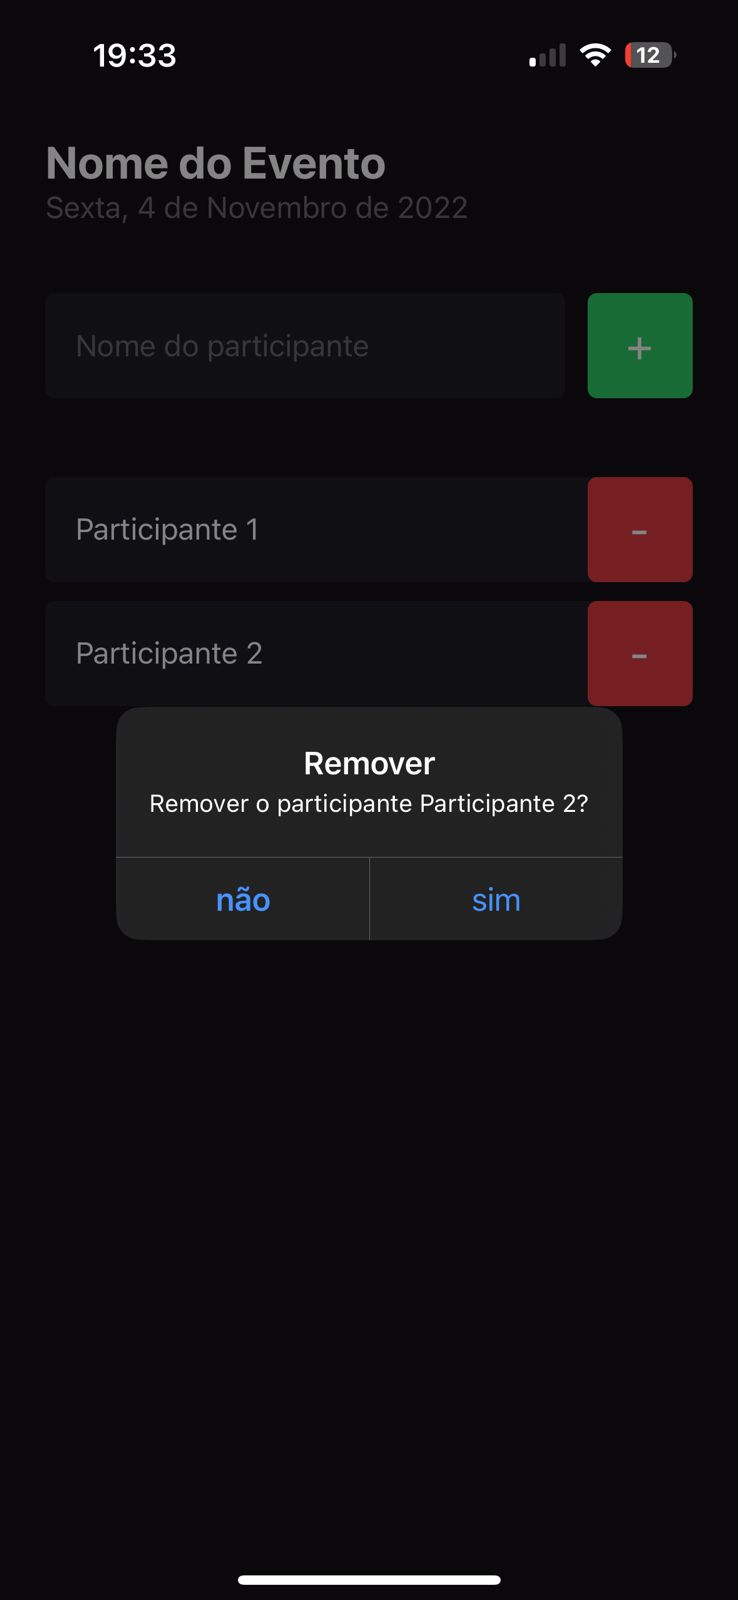 19:33
12
Nome do Evento
Sexta, 4 de Novembro de 2022
Nome do participante
+
Participante 1
-
Participante 2
-
Remover
Remover o participante Participante 2?
não
sim